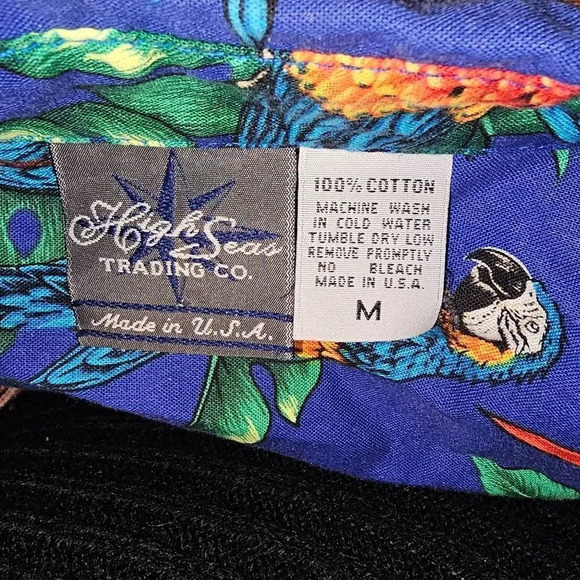 High Seas
TRADING CO.
Made in U.S.A.
100% COTTON
MACHINE WASH
IN COLD WATER
TUMBLE DRY LOW
REMOVE PROMPTLY
NO BLEACH
MADE IN U.S.A.
M